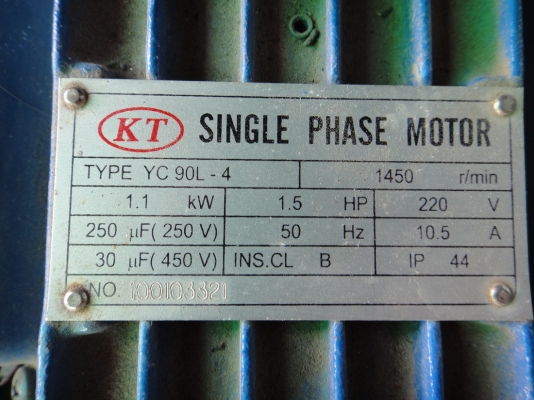 KT SINGLE PHASE MOTOR
TYPE YC 90L - 4 1450 r/min
1.1 kW 1.5 HP 220 V
250 µF( 250 V) 50 Hz 10.5 A
30 µF( 450 V) INS.CL B IP 44
NO. 100103321